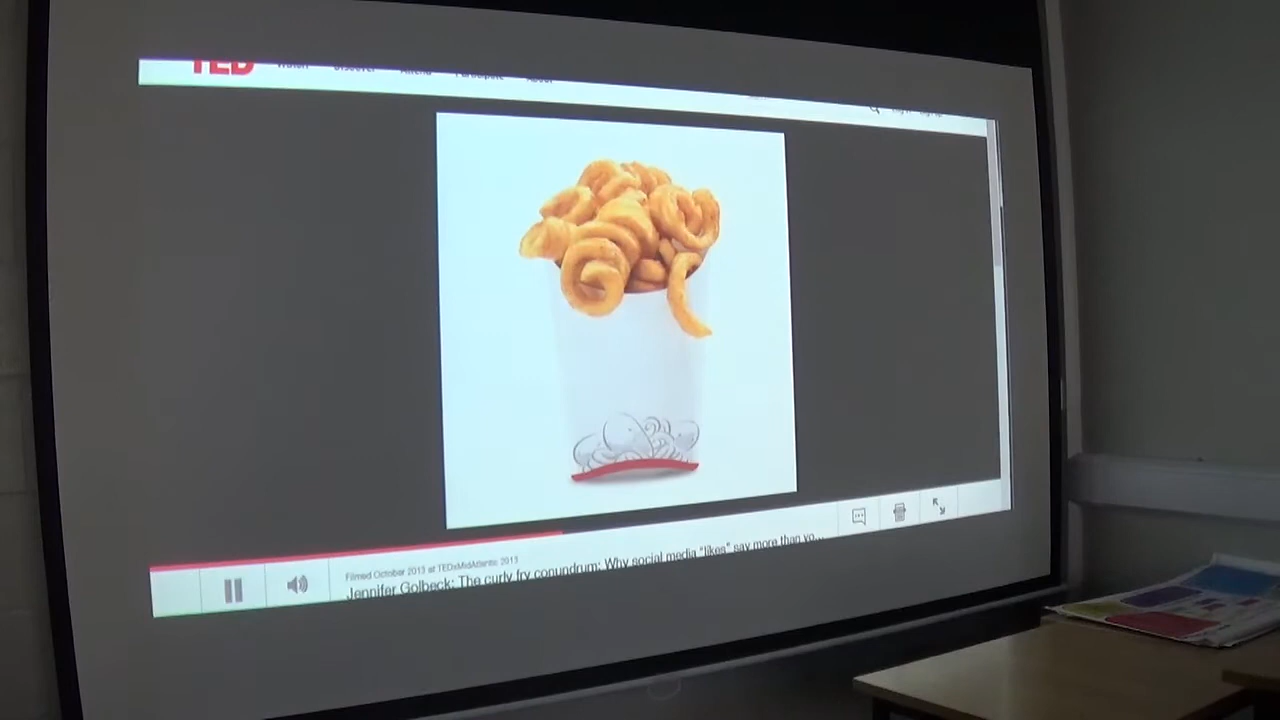 TED
Filmed October 2013 at TEDxMidAtlantic 2013
Jennifer Golbeck: The curly fry conundrum: Why social media "likes" say more than yo...